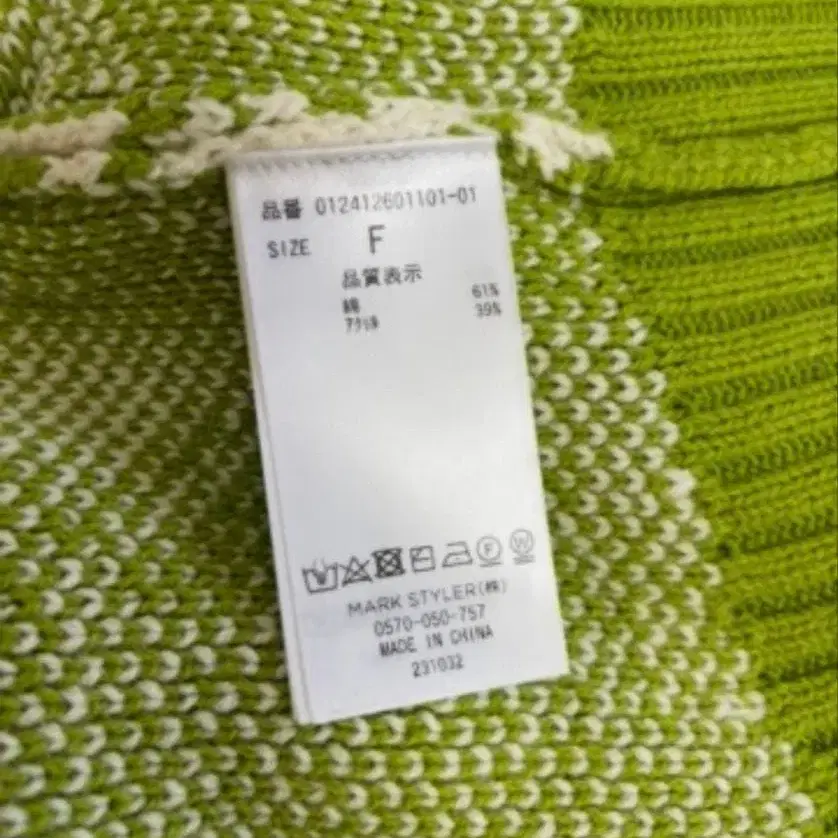 品番 012412601101-01
SIZE F
品質表示
綿 61%
アクリル 39%
F W
MARK STYLER(株)
0570-050-757
MADE IN CHINA
231032